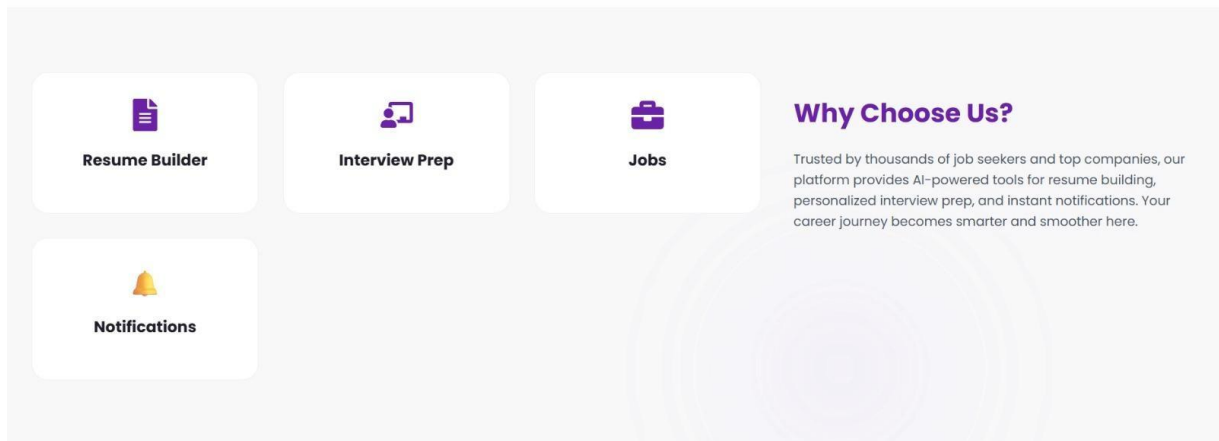 Resume Builder
Interview Prep
Jobs
Notifications
Why Choose Us?
Trusted by thousands of job seekers and top companies, our
platform provides AI-powered tools for resume building,
personalized interview prep, and instant notifications. Your
career journey becomes smarter and smoother here.